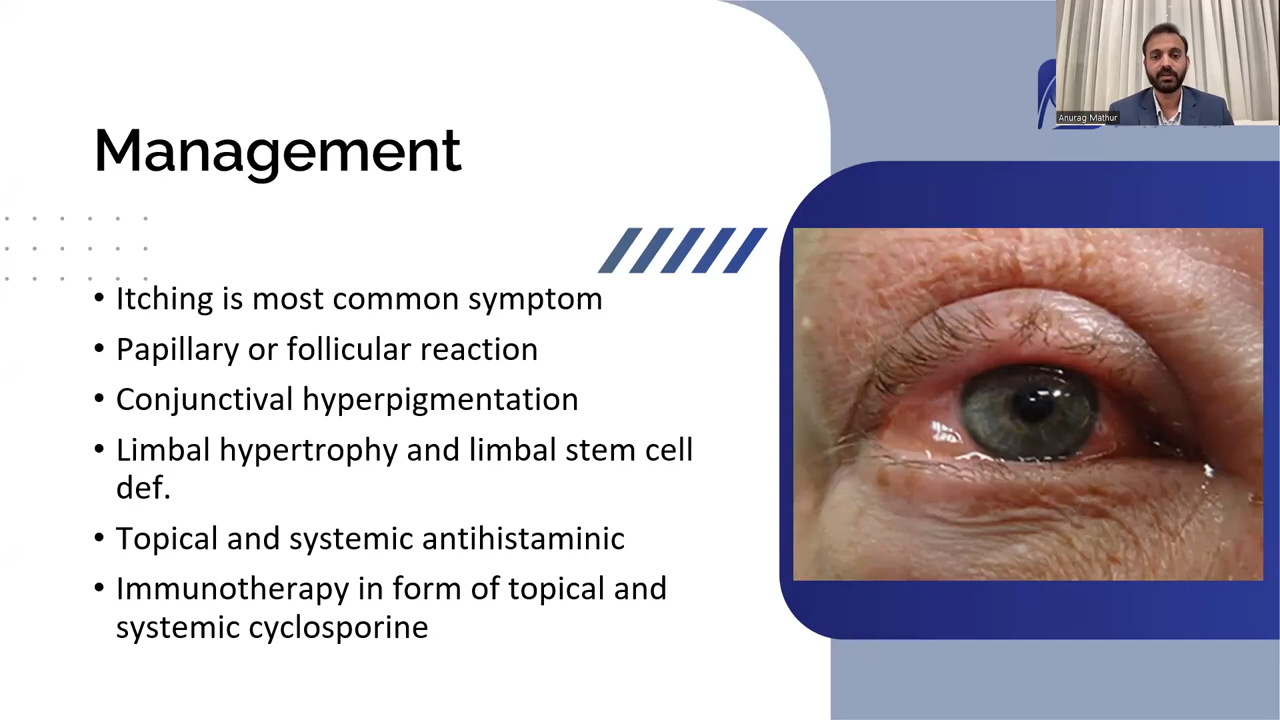 Anurag Mathur
Management
• Itching is most common symptom
• Papillary or follicular reaction
• Conjunctival hyperpigmentation
• Limbal hypertrophy and limbal stem cell
def.
• Topical and systemic antihistaminic
• Immunotherapy in form of topical and
systemic cyclosporine